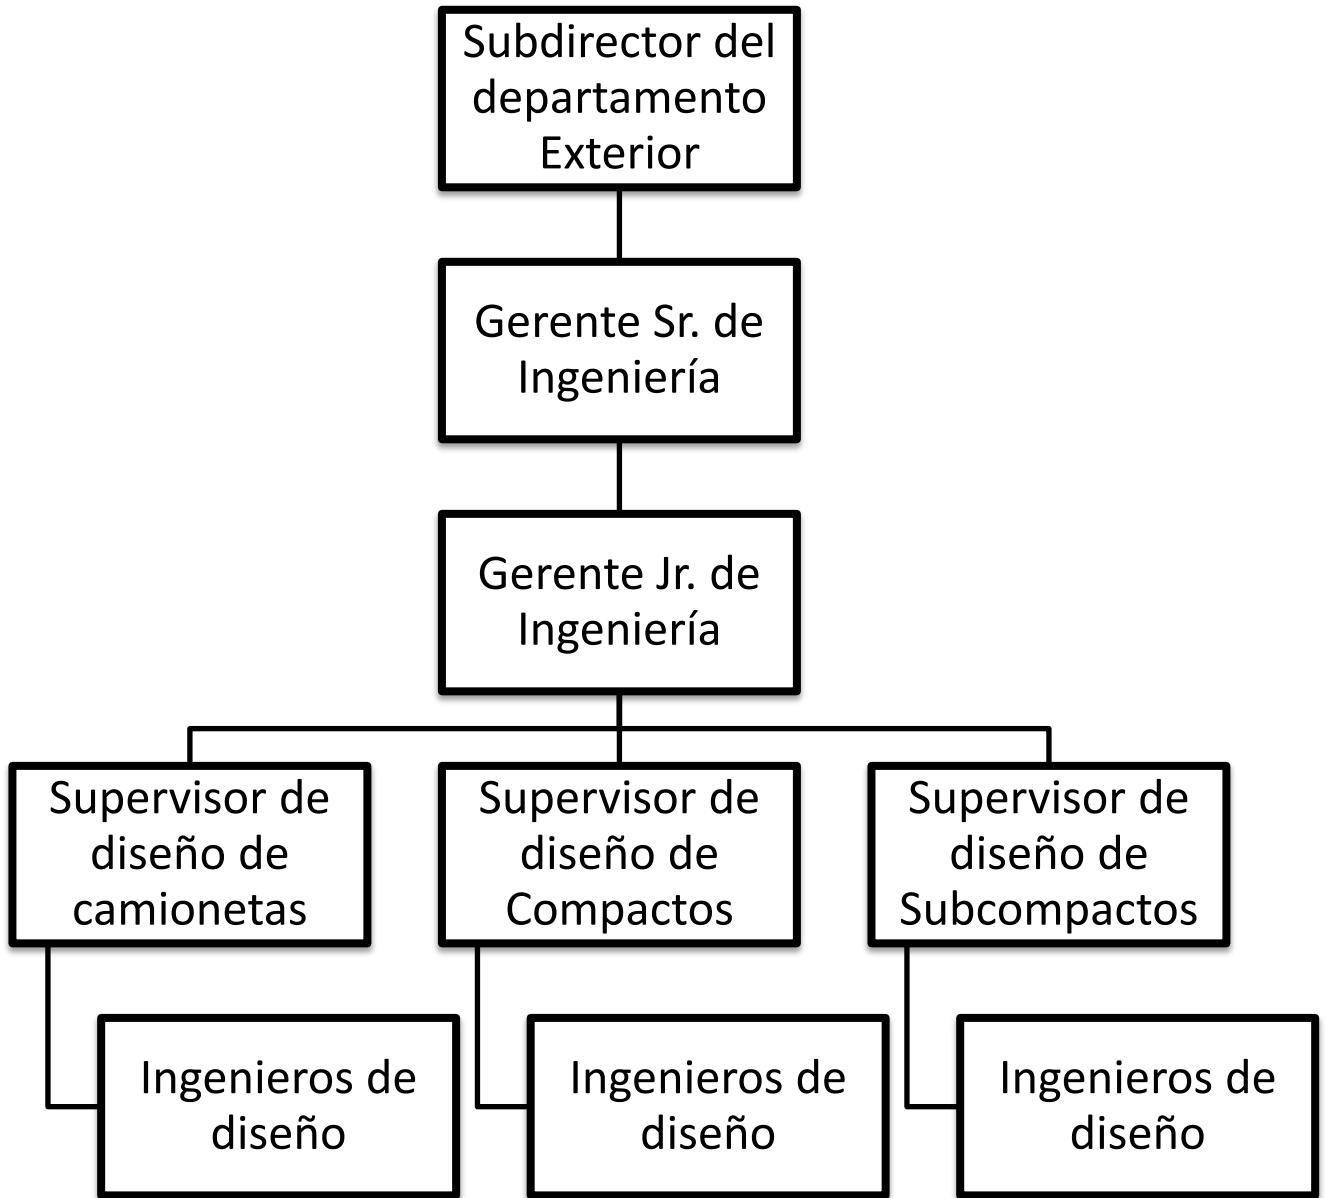 Subdirector del
departamento
Exterior
Gerente Sr. de
Ingeniería
Gerente Jr. de
Ingeniería
Supervisor de
diseño de
camionetas
Supervisor de
diseño de
Compactos
Supervisor de
diseño de
Subcompactos
Ingenieros de
diseño
Ingenieros de
diseño
Ingenieros de
diseño